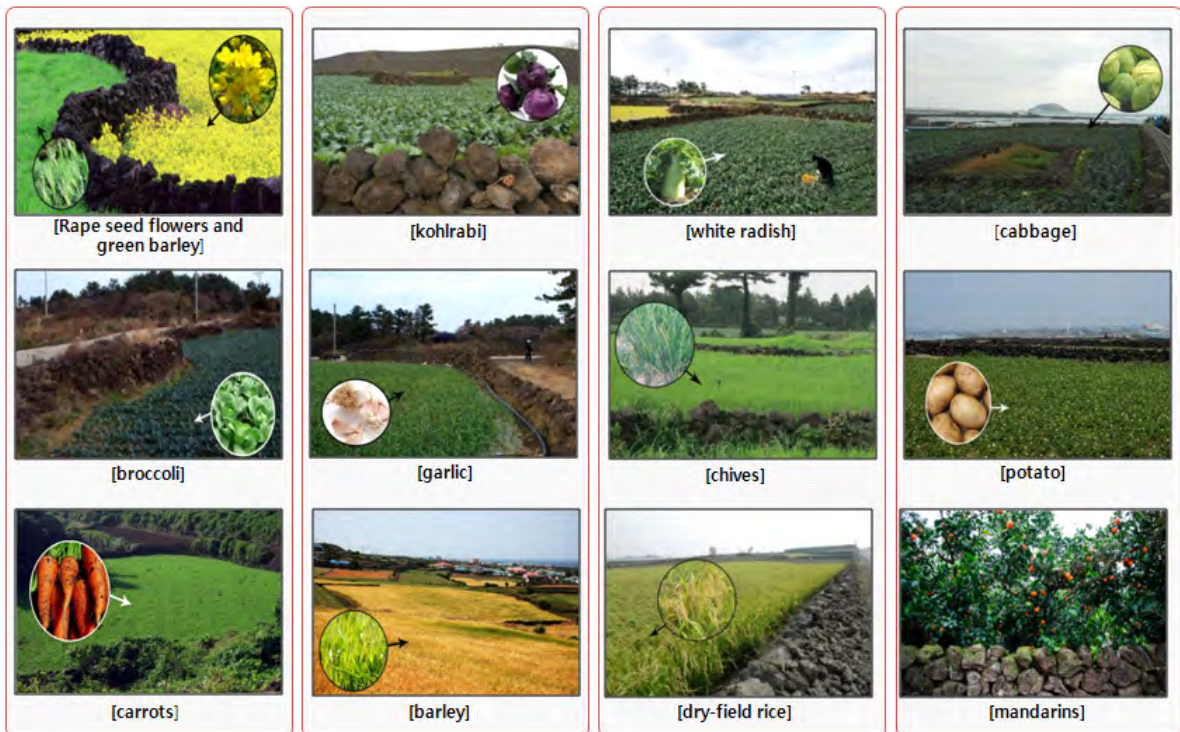 [Rape seed flowers and
green barley]
[kohlrabi]
[white radish]
[cabbage]
[broccoli]
[garlic]
[chives]
[potato]
[carrots]
[barley]
[dry-field rice]
[mandarins]